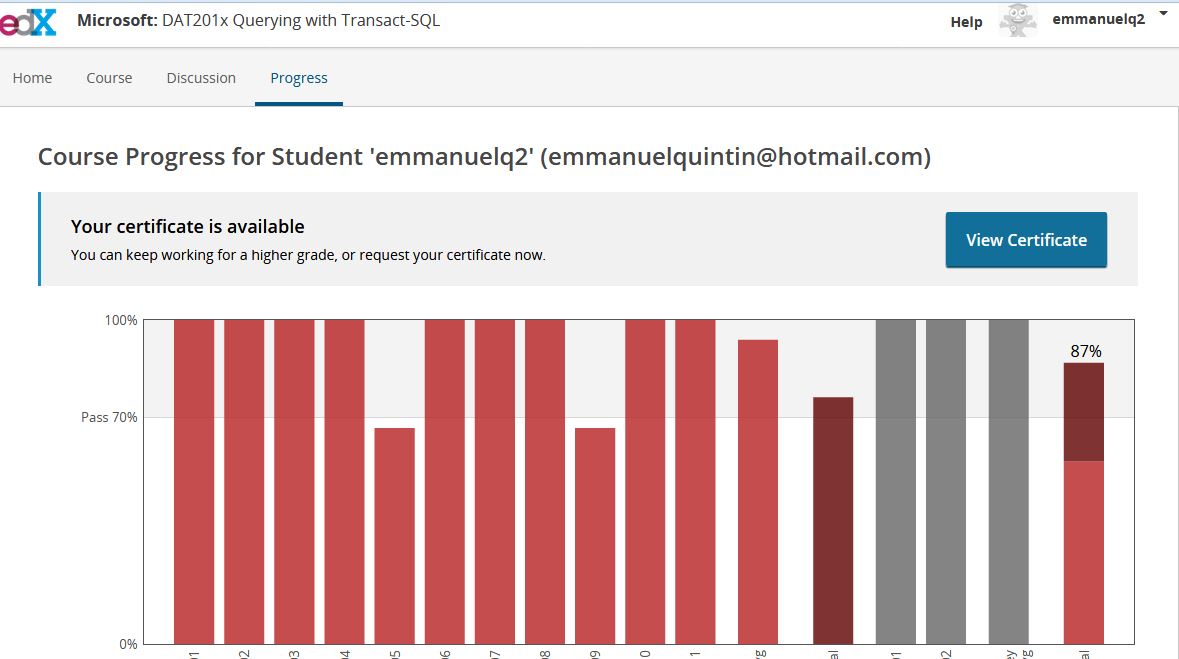 edX Microsoft: DAT201x Querying with Transact-SQL Help emmanuelq2
Home Course Discussion Progress
Course Progress for Student 'emmanuelq2' (emmanuelquintin@hotmail.com)
Your certificate is available
You can keep working for a higher grade, or request your certificate now.
View Certificate
100%
87%
Pass 70%
0%